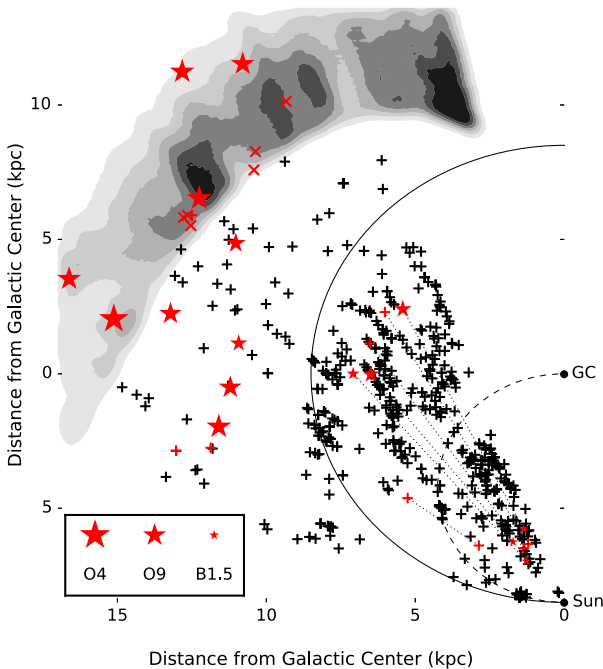 Distance from Galactic Center (kpc)
10
5
0
5
GC
Sun
O4
O9
B1.5
15
10
5
0
Distance from Galactic Center (kpc)